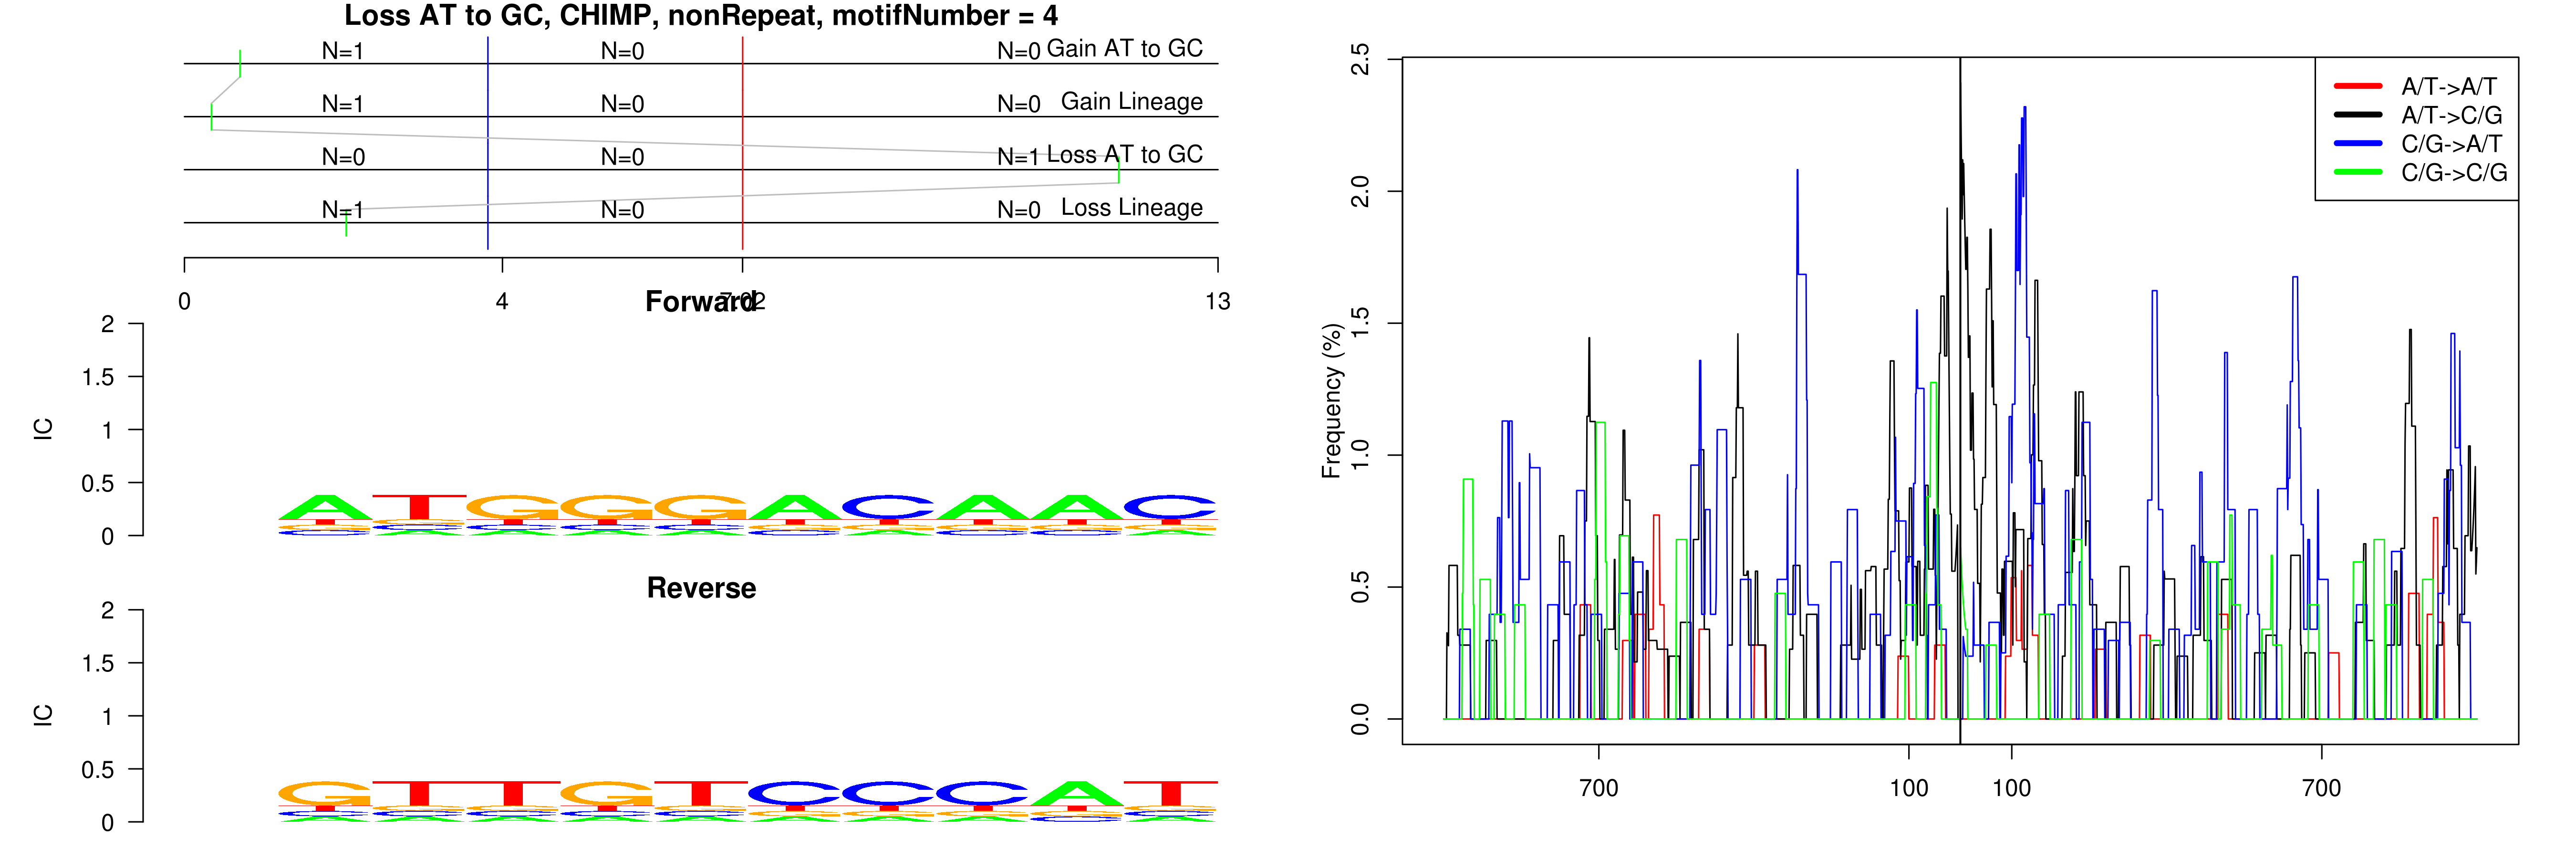 Loss AT to GC, CHIMP, nonRepeat, motifNumber = 4
N=1 N=0 N=0 Gain AT to GC
N=1 N=0 N=0 Gain Lineage
N=0 N=0 N=1 Loss AT to GC
N=1 N=0 N=0 Loss Lineage
0 4 7.02 13
Forward
2
1.5
1
0.5
0
IC
ATGGGACAAC
Reverse
2
1.5
1
0.5
0
IC
GTTGTCCCAT
2.5
2.0
1.5
1.0
0.5
0.0
Frequency (%)
A/T->A/T
A/T->C/G
C/G->A/T
C/G->C/G
700 100 100 700